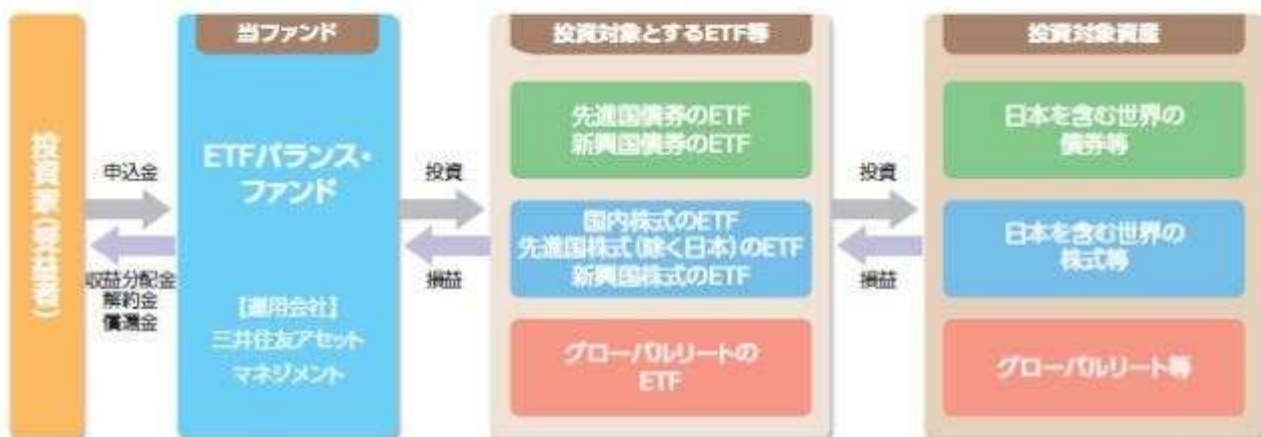 投資家(受益者)
申込金
収益分配金
解約金
償還金
当ファンド
ETFバランス・
ファンド
【運用会社】
三井住友アセット
マネジメント
投資
損益
投資対象とするETF等
先進国債券のETF
新興国債券のETF
国内株式のETF
先進国株式(除く日本)のETF
新興国株式のETF
グローバルリートの
ETF
投資
損益
投資対象資産
日本を含む世界の
債券等
日本を含む世界の
株式等
グローバルリート等